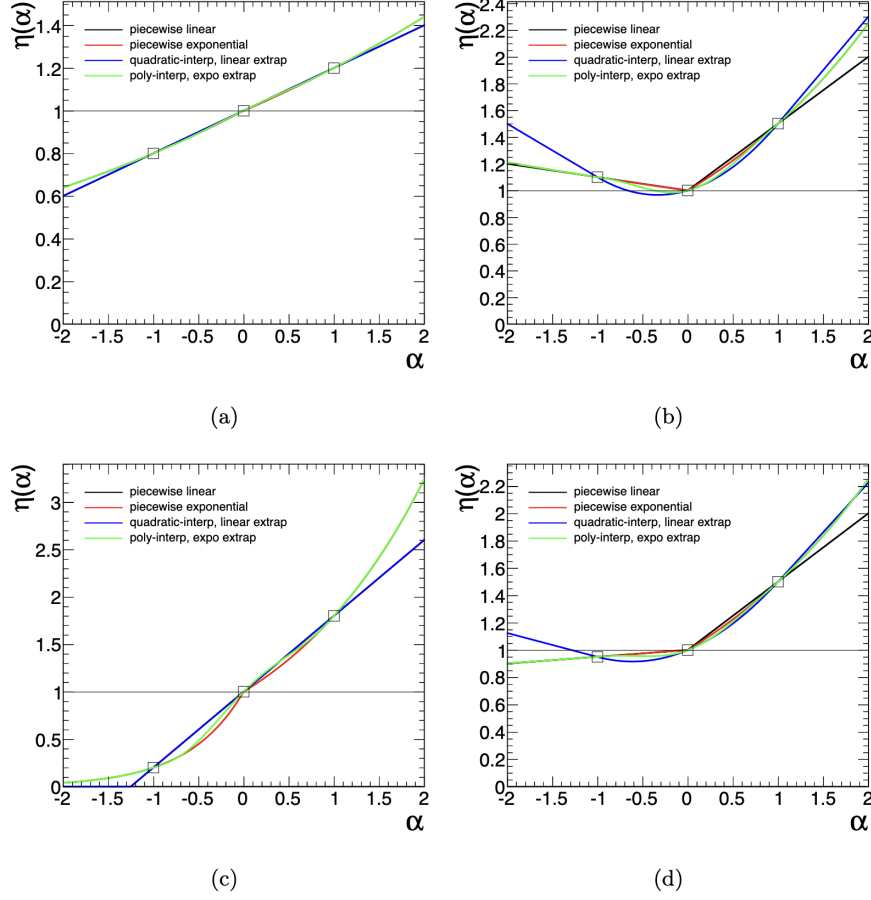 η(α)
1.4
1.2
1
0.8
0.6
0.4
0.2
0
piecewise linear
piecewise exponential
quadratic-interp, linear extrap
poly-interp, expo extrap
-2 -1.5 -1 -0.5 0 0.5 1 1.5 2
α
(a)
η(α)
2.4
2.2
2
1.8
1.6
1.4
1.2
1
0.8
0.6
0.4
0.2
0
piecewise linear
piecewise exponential
quadratic-interp, linear extrap
poly-interp, expo extrap
-2 -1.5 -1 -0.5 0 0.5 1 1.5 2
α
(b)
η(α)
3
2.5
2
1.5
1
0.5
0
piecewise linear
piecewise exponential
quadratic-interp, linear extrap
poly-interp, expo extrap
-2 -1.5 -1 -0.5 0 0.5 1 1.5 2
α
(c)
η(α)
2.2
2
1.8
1.6
1.4
1.2
1
0.8
0.6
0.4
0.2
0
piecewise linear
piecewise exponential
quadratic-interp, linear extrap
poly-interp, expo extrap
-2 -1.5 -1 -0.5 0 0.5 1 1.5 2
α
(d)